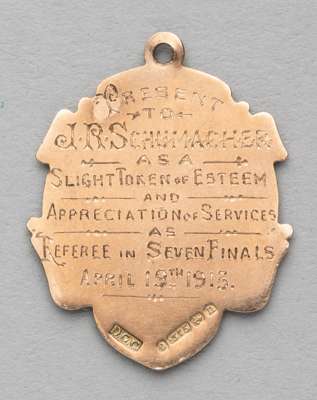 PRESENT
TO
J.R. SCHUMACHER
AS A
SLIGHT TOKEN OF ESTEEM
AND
APPRECIATION OF SERVICES
AS
REFEREE IN SEVEN FINALS
APRIL 19TH 1913.